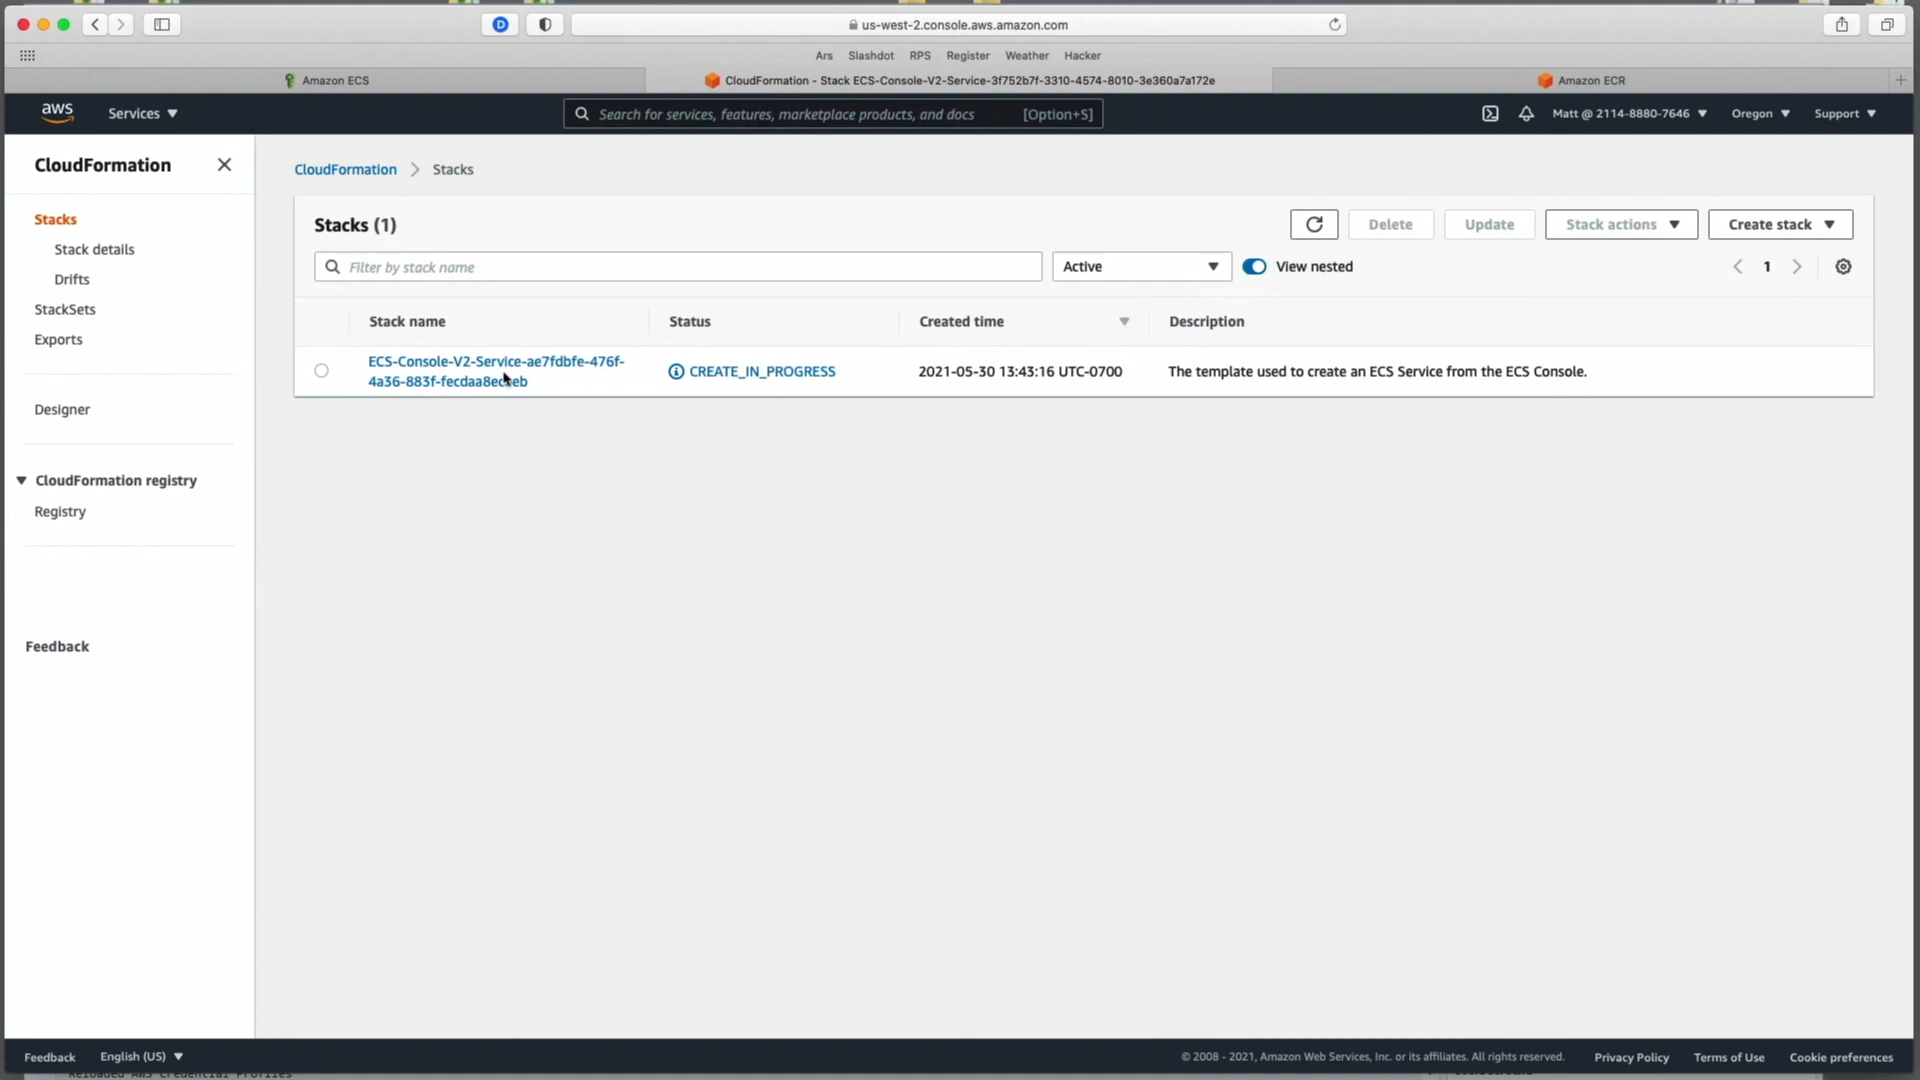 us-west-2.console.aws.amazon.com
Ars Slashdot RPS Register Weather Hacker
Amazon ECS
CloudFormation - Stack ECS-Console-V2-Service-3f752b7f-3310-4574-8010-3e360a7a172e
Amazon ECR
aws
Services
Search for services, features, marketplace products, and docs [Option+S]
Matt @ 2114-8880-7646
Oregon
Support
CloudFormation
Stacks
Stack details
Drifts
StackSets
Exports
Designer
CloudFormation registry
Registry
Feedback
CloudFormation
Stacks
Stacks (1)
Delete
Update
Stack actions
Create stack
Filter by stack name
Active
View nested
1
Stack name Status Created time Description
ECS-Console-V2-Service-ae7fdbfe-476f-
CREATE_IN_PROGRESS 2021-05-30 13:43:16 UTC-0700 The template used to create an ECS Service from the ECS Console.
Feedback
English (US)
© 2008 - 2021, Amazon Web Services, Inc. or its affiliates. All rights reserved.
Privacy Policy
Terms of Use
Cookie preferences
Reloaded AWS Credential Profiles